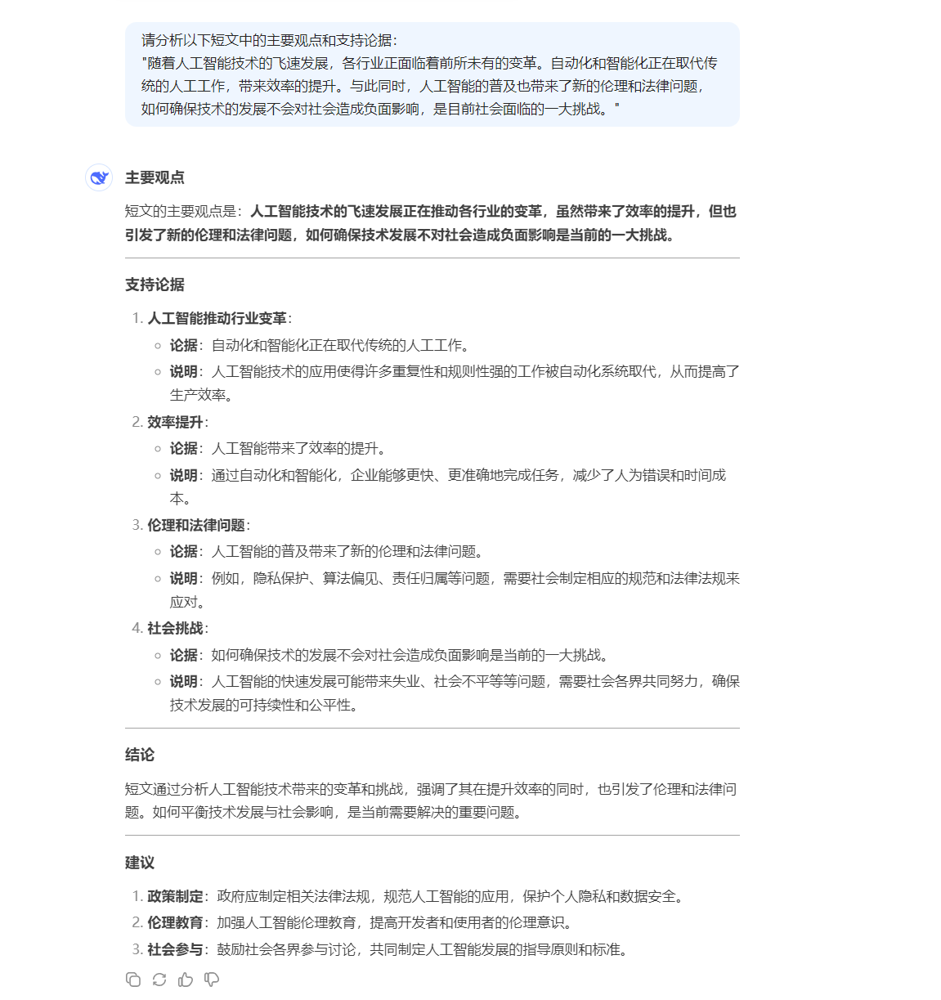 请分析以下短文中的主要观点和支持论据：
"随着人工智能技术的飞速发展，各行业正面临着前所未有的变革。自动化和智能化正在取代传
统的人工工作，带来效率的提升。与此同时，人工智能的普及也带来了新的伦理和法律问题，
如何确保技术的发展不会对社会造成负面影响，是目前社会面临的一大挑战。"
主要观点
短文的主要观点是：人工智能技术的飞速发展正在推动各行业的变革，虽然带来了效率的提升，但也
引发了新的伦理和法律问题，如何确保技术发展不对社会造成负面影响是当前的一大挑战。
支持论据
1. 人工智能推动行业变革：
◦ 论据：自动化和智能化正在取代传统的人工工作。
◦ 说明：人工智能技术的应用使得许多重复性和规则性强的工作被自动化系统取代，从而提高了
生产效率。
2. 效率提升：
◦ 论据：人工智能带来了效率的提升。
◦ 说明：通过自动化和智能化，企业能够更快、更准确地完成任务，减少了人为错误和时间成
本。
3. 伦理和法律问题：
◦ 论据：人工智能的普及带来了新的伦理和法律问题。
◦ 说明：例如，隐私保护、算法偏见、责任归属等问题，需要社会制定相应的规范和法律法规来
应对。
4. 社会挑战：
◦ 论据：如何确保技术的发展不会对社会造成负面影响是当前的一大挑战。
◦ 说明：人工智能的快速发展可能带来失业、社会不平等等问题，需要社会各界共同努力，确保
技术发展的可持续性和公平性。
结论
短文通过分析人工智能技术带来的变革和挑战，强调了其在提升效率的同时，也引发了伦理和法律问
题。如何平衡技术发展与社会影响，是当前需要解决的重要问题。
建议
1. 政策制定：政府应制定相关法律法规，规范人工智能的应用，保护个人隐私和数据安全。
2. 伦理教育：加强人工智能伦理教育，提高开发者和使用者的伦理意识。
3. 社会参与：鼓励社会各界参与讨论，共同制定人工智能发展的指导原则和标准。